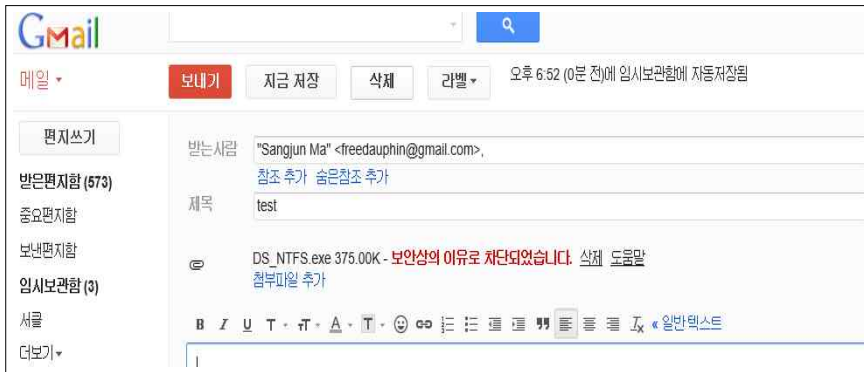 Gmail
메일
보내기 지금 저장 삭제 라벨 오후 6:52 (0분 전)에 임시보관함에 자동저장됨
편지쓰기
받은편지함 (573)
중요편지함
보낸편지함
임시보관함 (3)
서클
더보기
받는사람 "Sangjun Ma" <freedauphin@gmail.com>,
참조 추가 숨은참조 추가
제목 test
DS_NTFS.exe 375.00K - 보안상의 이유로 차단되었습니다. 삭제 도움말
첨부파일 추가
B I U T T A T « 일반 텍스트